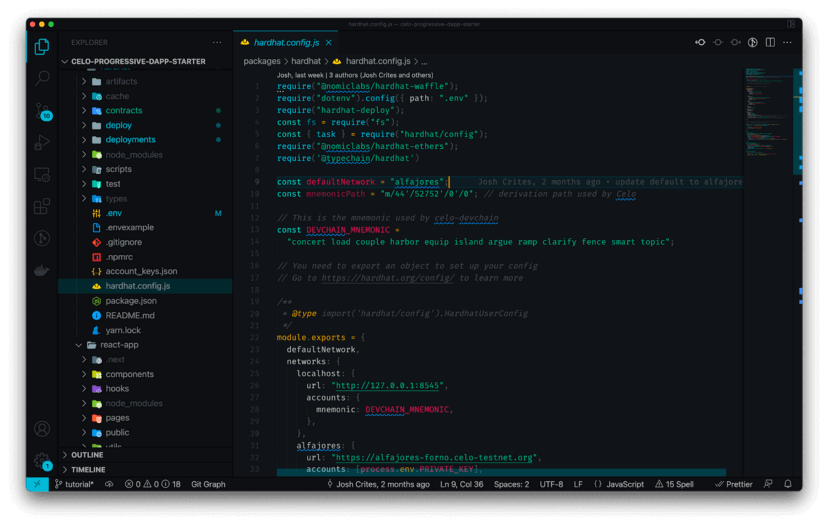 hardhat.config.js — celo-progressive-dapp-starter
EXPLORER
CELO-PROGRESSIVE-DAPP-STARTER
artifacts
cache
contracts
deploy
deployments
node_modules
scripts
test
types
.env M
.envexample
.gitignore
.npmrc
account_keys.json
hardhat.config.js
package.json
README.md
yarn.lock
react-app
.next
components
hooks
node_modules
pages
public
utils
OUTLINE
TIMELINE
10
1
hardhat.config.js
packages > hardhat > hardhat.config.js > ...
Josh, last week | 3 authors (Josh Crites and others)
1 require("@nomiclabs/hardhat-waffle");
2 require("dotenv").config({ path: ".env" });
3 require("hardhat-deploy");
4 const fs = require("fs");
5 const { task } = require("hardhat/config");
6 require("@nomiclabs/hardhat-ethers");
7 require('@typechain/hardhat')
8
9 const defaultNetwork = "alfajores"; Josh Crites, 2 months ago • update default to alfajore
10 const mnemonicPath = "m/44'/52752'/0'/0"; // derivation path used by Celo
11
12 // This is the mnemonic used by celo-devchain
13 const DEVCHAIN_MNEMONIC =
14 "concert load couple harbor equip island argue ramp clarify fence smart topic";
15
16 // You need to export an object to set up your config
17 // Go to https://hardhat.org/config/ to learn more
18
19 /**
20 * @type import('hardhat/config').HardhatUserConfig
21 */
22 module.exports = {
23 defaultNetwork,
24 networks: {
25 localhost: {
26 url: "http://127.0.0.1:8545",
27 accounts: {
28 mnemonic: DEVCHAIN_MNEMONIC,
29 },
30 },
31 alfajores: {
32 url: "https://alfajores-forno.celo-testnet.org",
33 accounts: [process.env.PRIVATE_KEY],
tutorial* 0 0 18 Git Graph Josh Crites, 2 months ago Ln 9, Col 36 Spaces: 2 UTF-8 LF {} JavaScript 15 Spell Prettier